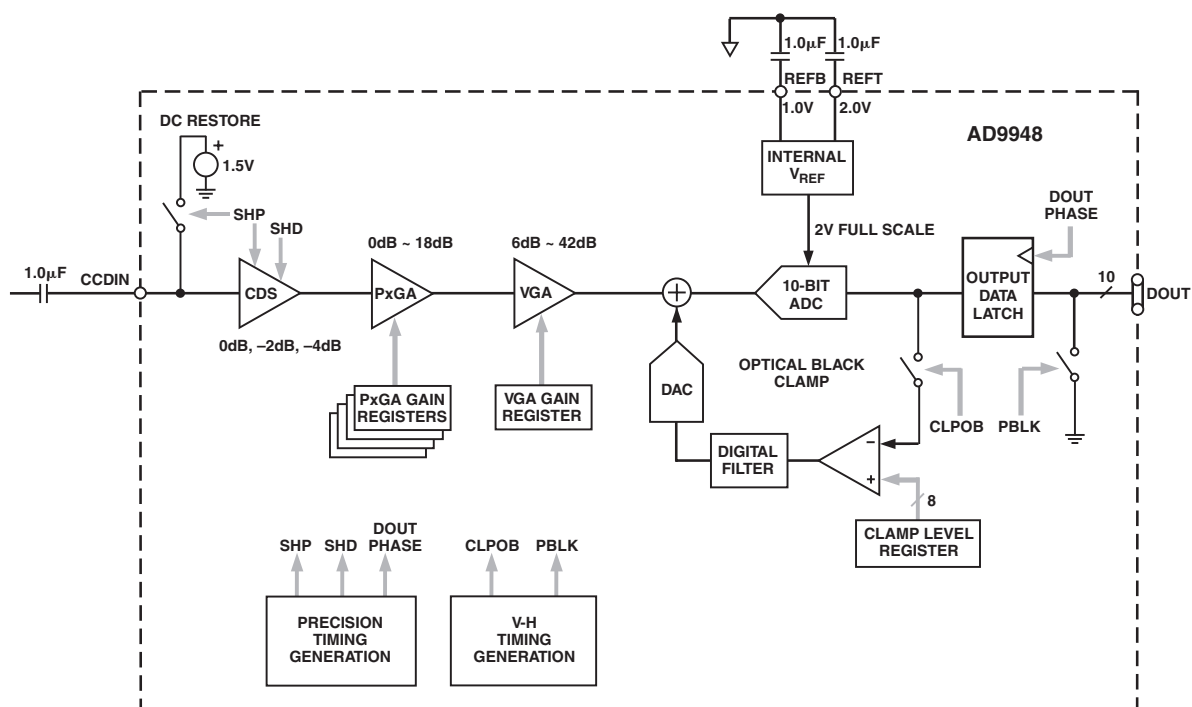 1.0µF 1.0µF
REFB REFT
1.0V 2.0V
DC RESTORE
AD9948
+
1.5V
INTERNAL
VREF
SHP
SHD
DOUT
PHASE
2V FULL SCALE
0dB ~ 18dB
6dB ~ 42dB
1.0µF
CCDIN
CDS
PxGA
VGA
+
10-BIT
ADC
OUTPUT
DATA
LATCH
10
DOUT
0dB, –2dB, –4dB
OPTICAL BLACK
CLAMP
DAC
PxGA GAIN
REGISTERS
VGA GAIN
REGISTER
CLPOB
PBLK
DIGITAL
FILTER
–
+
8
CLAMP LEVEL
REGISTER
SHP SHD DOUT
PHASE
CLPOB PBLK
PRECISION
TIMING
GENERATION
V-H
TIMING
GENERATION